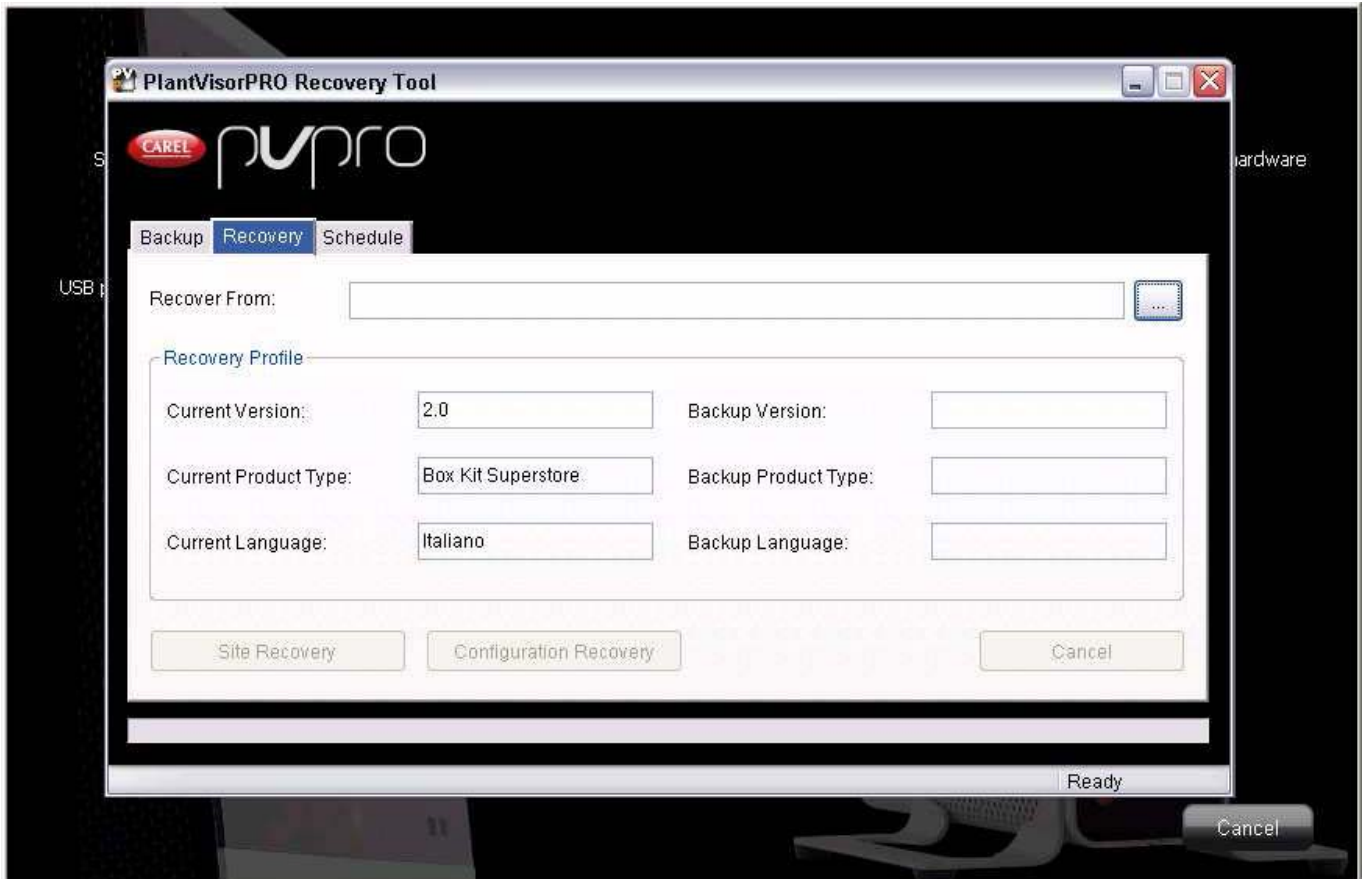 PV PlantVisorPRO Recovery Tool
CAREL pvpro
S
ardware
Backup Recovery Schedule
USB p
Recover From: ...
Recovery Profile
Current Version: 2.0 Backup Version:
Current Product Type: Box Kit Superstore Backup Product Type:
Current Language: Italiano Backup Language:
Site Recovery Configuration Recovery Cancel
Ready
Cancel